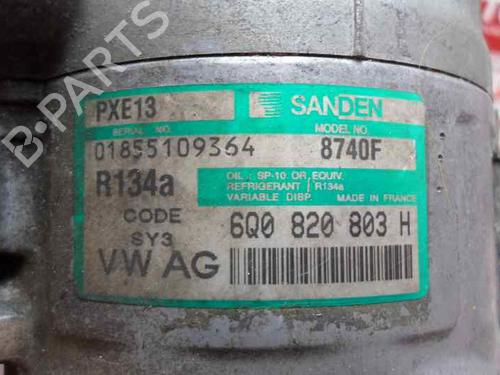 PXE13
SANDEN
SERIAL NO.
MODEL NO.
01855109364
8740F
R134a
OIL : SP-10 OR EQUIV.
REFRIGERANT : R134a
VARIABLE DISP. MADE IN FRANCE
CODE
SY3
6Q0 820 803 H
VW AG